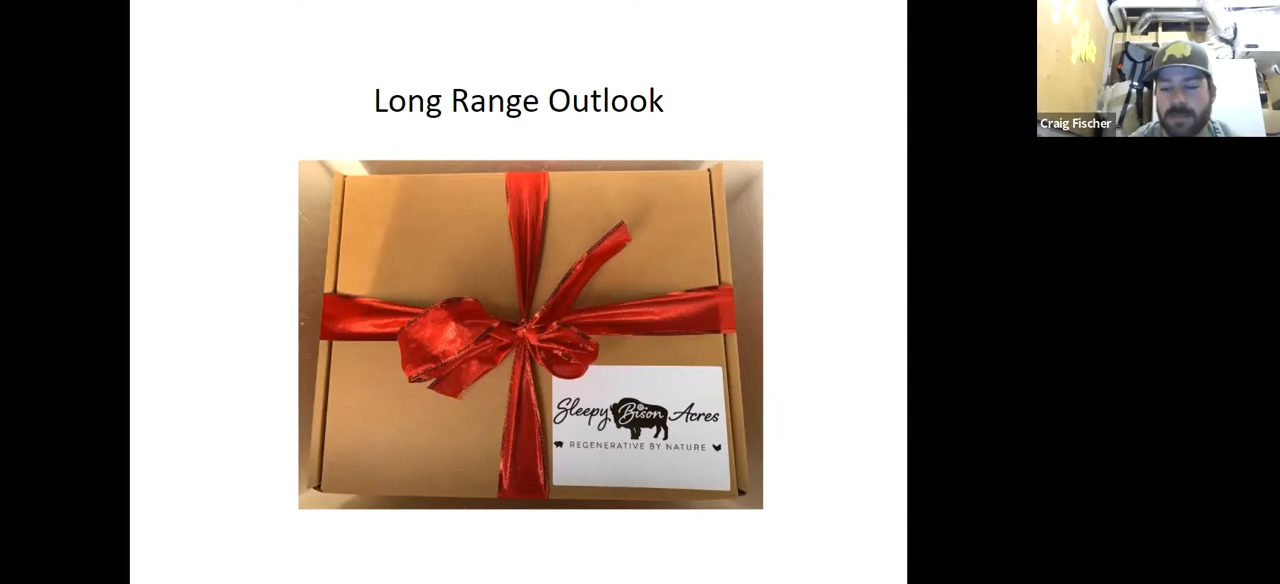 Long Range Outlook
Craig Fischer
Sleepy Bison Acres
REGENERATIVE BY NATURE